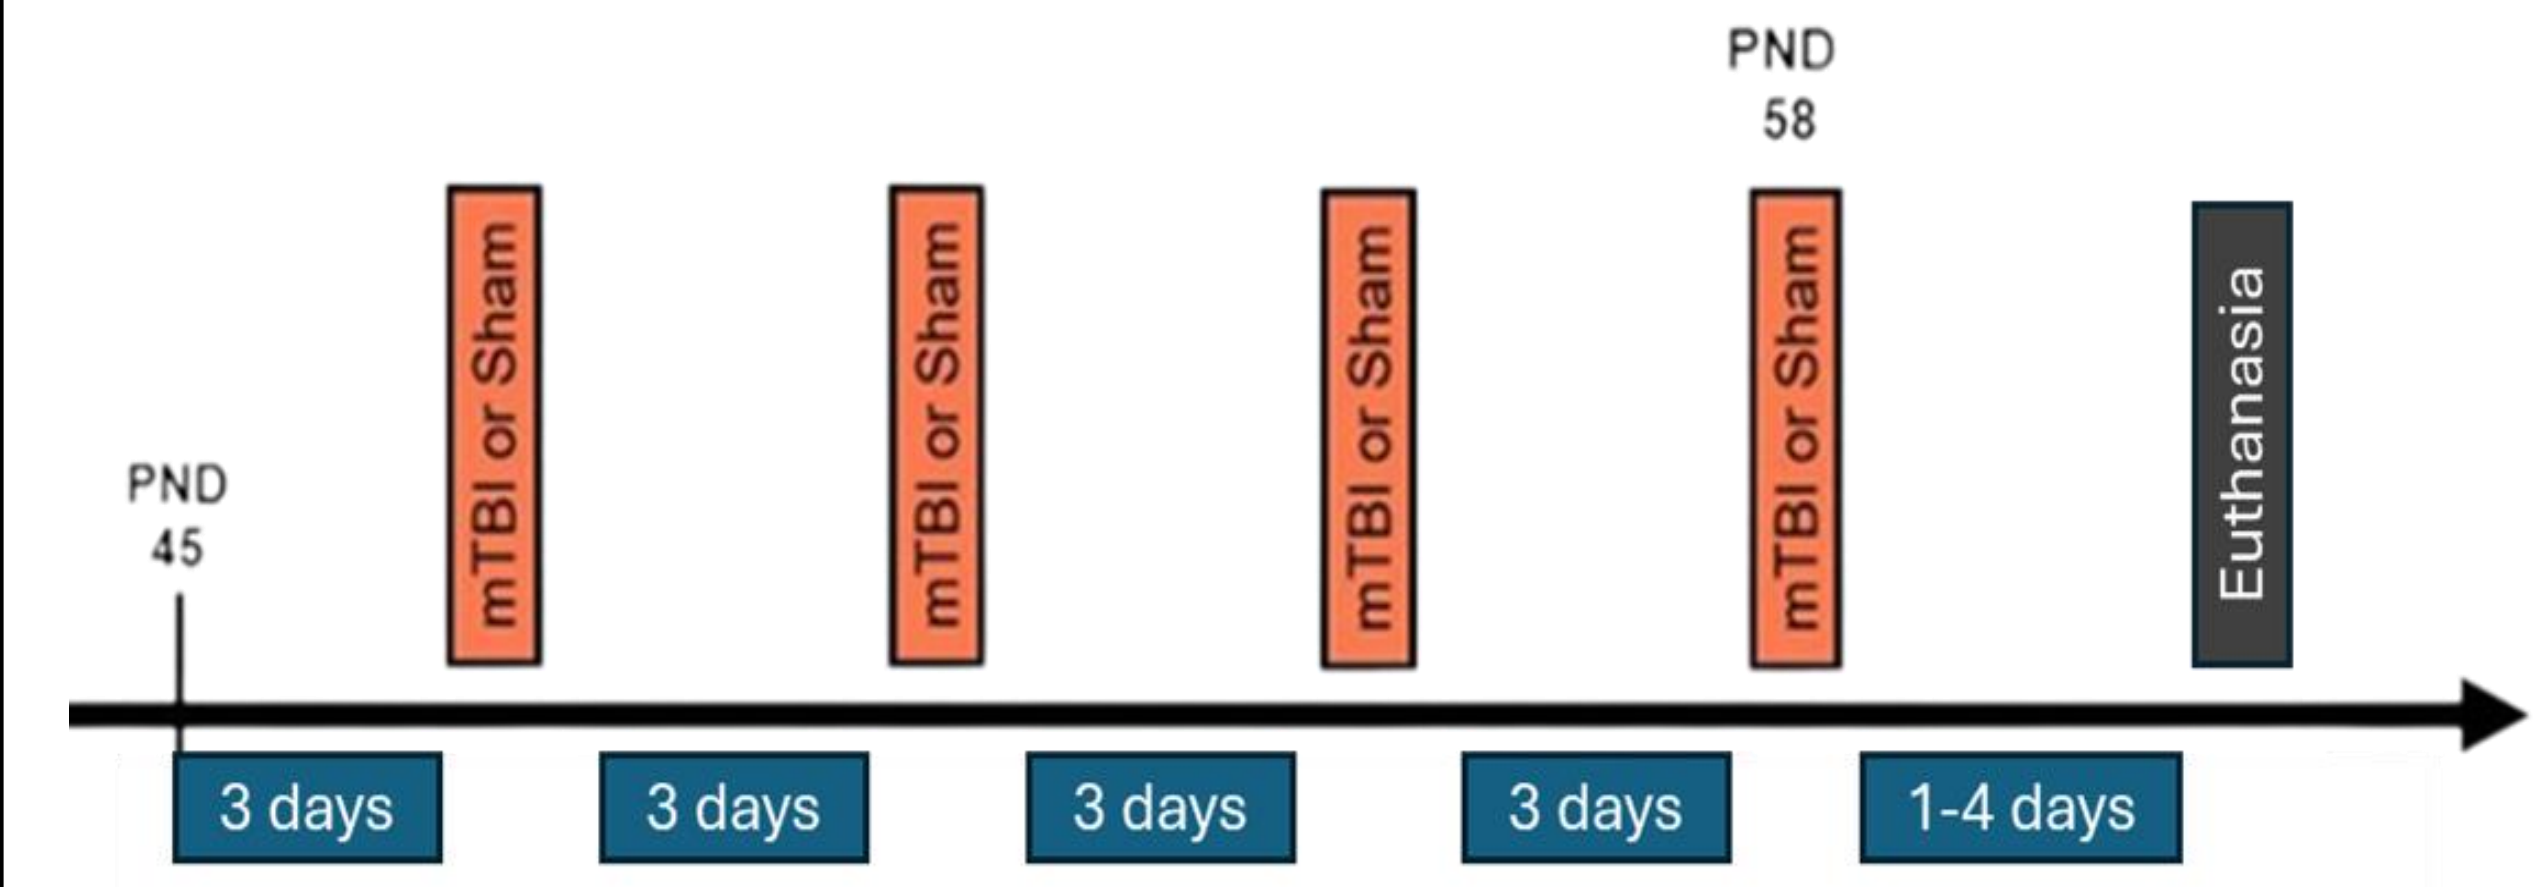 PND
58
mTBI or Sham
mTBI or Sham
mTBI or Sham
mTBI or Sham
Euthanasia
PND
45
3 days
3 days
3 days
3 days
1-4 days